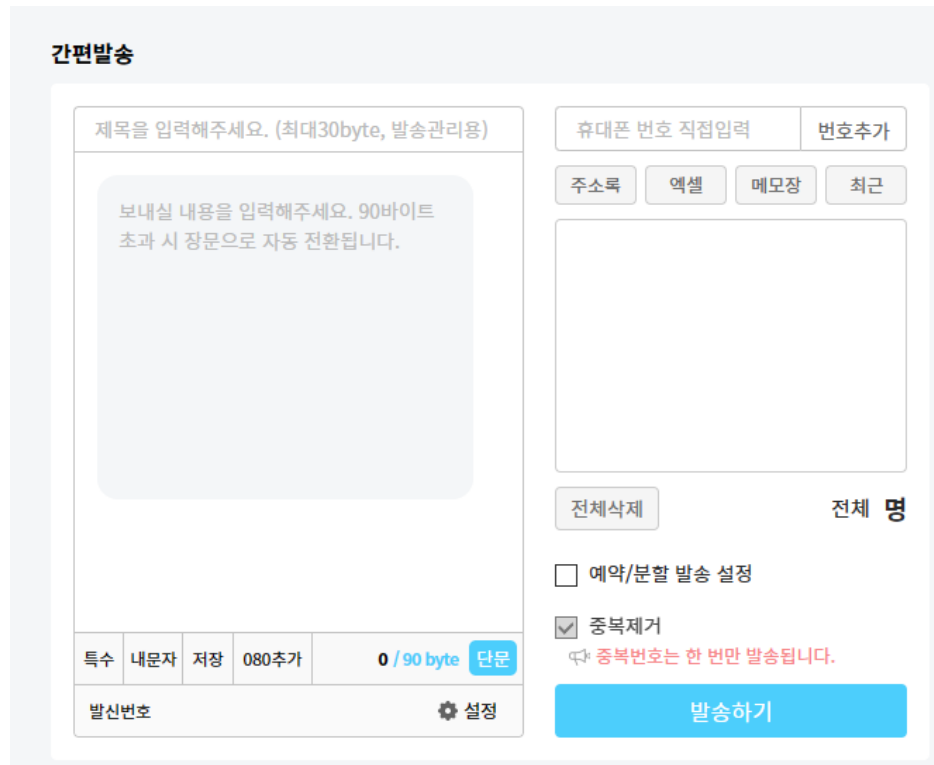 간편발송
제목을 입력해주세요. (최대30byte, 발송관리용)
보내실 내용을 입력해주세요. 90바이트
초과 시 장문으로 자동 전환됩니다.
특수 내문자 저장 080추가 0 / 90 byte 단문
발신번호 설정
휴대폰 번호 직접입력 번호추가
주소록 엑셀 메모장 최근
전체삭제 전체 명
예약/분할 발송 설정
중복제거
중복번호는 한 번만 발송됩니다.
발송하기